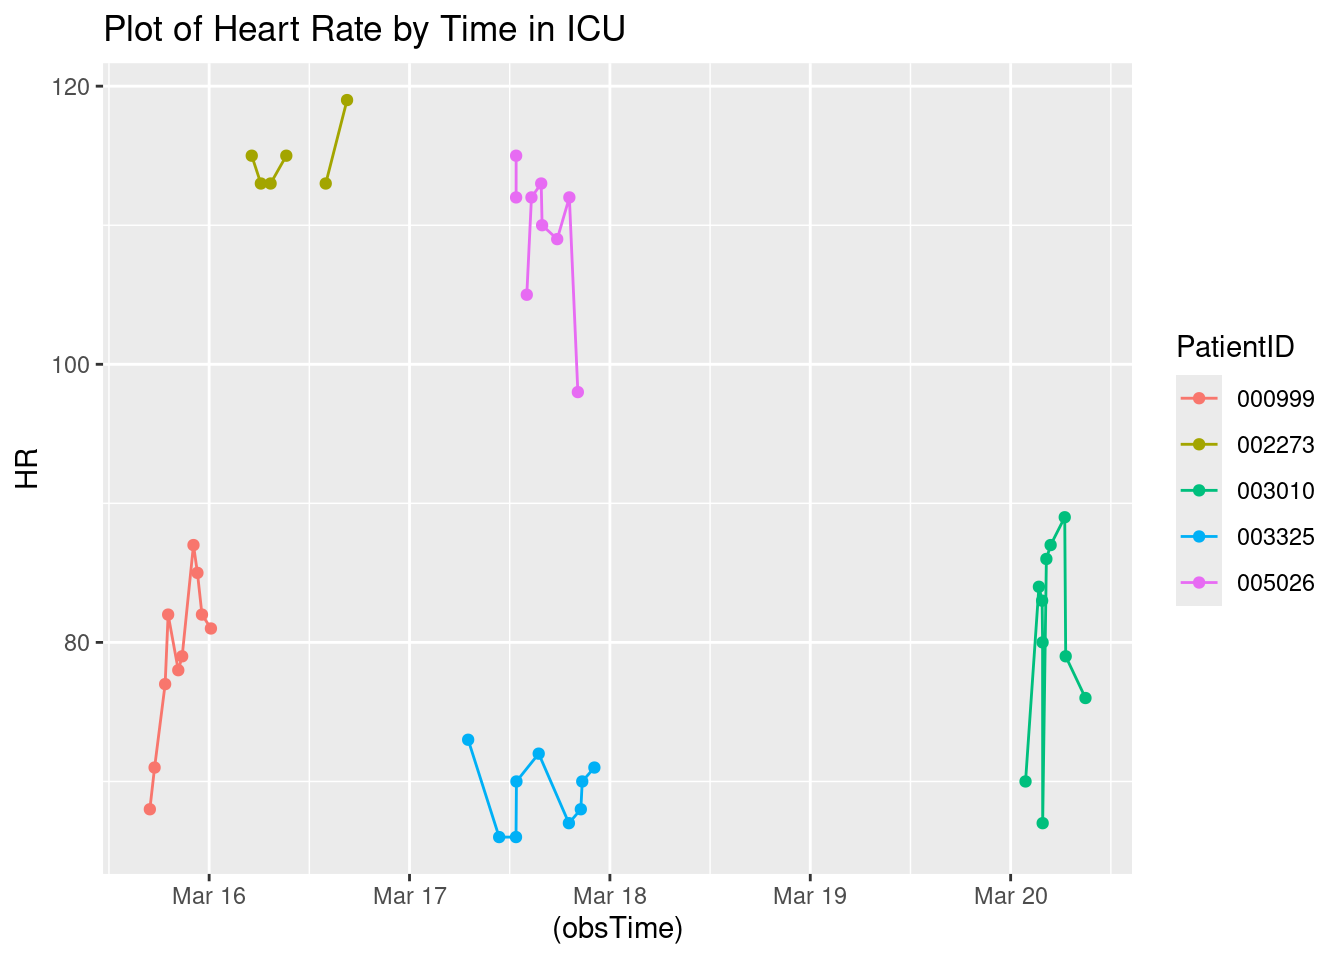 Plot of Heart Rate by Time in ICU
120
100
80
HR
Mar 16
Mar 17
Mar 18
Mar 19
Mar 20
(obsTime)
PatientID
000999
002273
003010
003325
005026